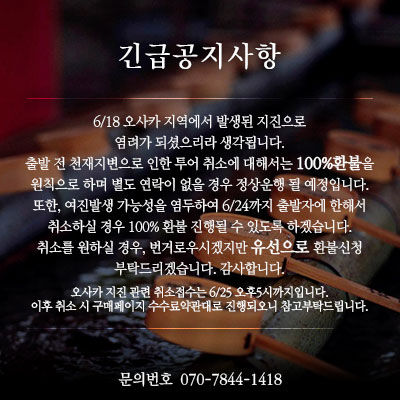 긴급공지사항
6/18 오사카 지역에서 발생된 지진으로
염려가 되셨으리라 생각됩니다.
출발 전 천재지변으로 인한 투어 취소에 대해서는 100%환불을
원칙으로 하며 별도 연락이 없을 경우 정상운행 될 예정입니다.
또한, 여진발생 가능성을 염두하여 6/24까지 출발자에 한해서
취소하실 경우 100% 환불 진행될 수 있도록 하겠습니다.
취소를 원하실 경우, 번거로우시겠지만 유선으로 환불신청
부탁드리겠습니다. 감사합니다.
오사카 지진 관련 취소접수는 6/25 오후5시까지입니다.
이후 취소 시 구매페이지 수수료약관대로 진행되오니 참고부탁드립니다.
문의번호 070-7844-1418